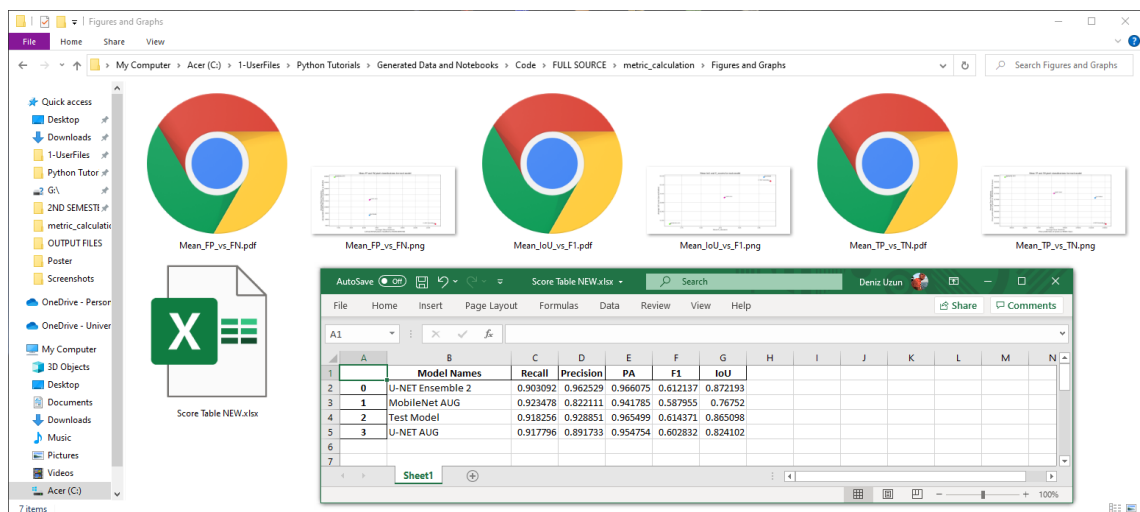 Figures and Graphs
File Home Share View
My Computer > Acer (C:) > 1-UserFiles > Python Tutorials > Generated Data and Notebooks > Code > FULL SOURCE > metric_calculation > Figures and Graphs
Search Figures and Graphs
Quick access
Desktop
Downloads
1-UserFiles
Python Tutor
G:\
2ND SEMEST
metric_calculatio
OUTPUT FILES
Poster
Screenshots
OneDrive - Person
OneDrive - Univer
My Computer
3D Objects
Desktop
Documents
Downloads
Music
Pictures
Videos
Acer (C:)
7 items
Mean_FP_vs_FN.pdf
Mean_FP_vs_FN.png
Mean_IoU_vs_F1.pdf
Mean_IoU_vs_F1.png
Mean_TP_vs_TN.pdf
Mean_TP_vs_TN.png
Score Table NEW.xlsx
AutoSave Off Score Table NEW.xlsx Search Deniz Uzun
File Home Insert Page Layout Formulas Data Review View Help Share Comments
A1 fx
A B C D E F G H I J K L M N
1 Model Names Recall Precision PA F1 IoU
2 0 U-NET Ensemble 2 0.903092 0.962529 0.966075 0.612137 0.872193
3 1 MobileNet AUG 0.923478 0.822111 0.941785 0.587955 0.76752
4 2 Test Model 0.918256 0.928851 0.965499 0.614371 0.865098
5 3 U-NET AUG 0.917796 0.891733 0.954754 0.602832 0.824102
6
7
Sheet1
100%